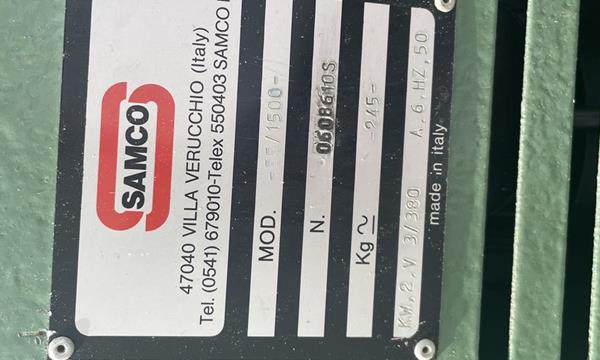 SAMCO
47040 VILLA VERUCCHIO (Italy)
Tel. (0541) 679010-Telex 550403 SAMCO
MOD. /1500-
N. 0608610S
Kg ≃ -245-
KW.2.V 3/380 A.6.HZ.50
made in italy